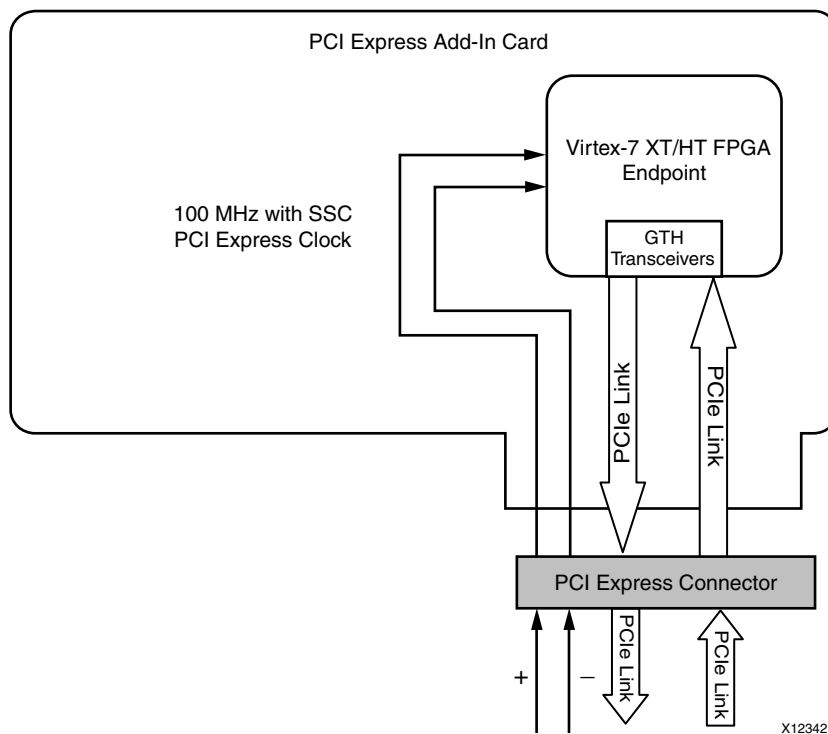 PCI Express Add-In Card
Virtex-7 XT/HT FPGA
Endpoint
100 MHz with SSC
PCI Express Clock
GTH
Transceivers
PCIe Link
PCIe Link
PCI Express Connector
+
–
PCIe Link
PCIe Link
X12342